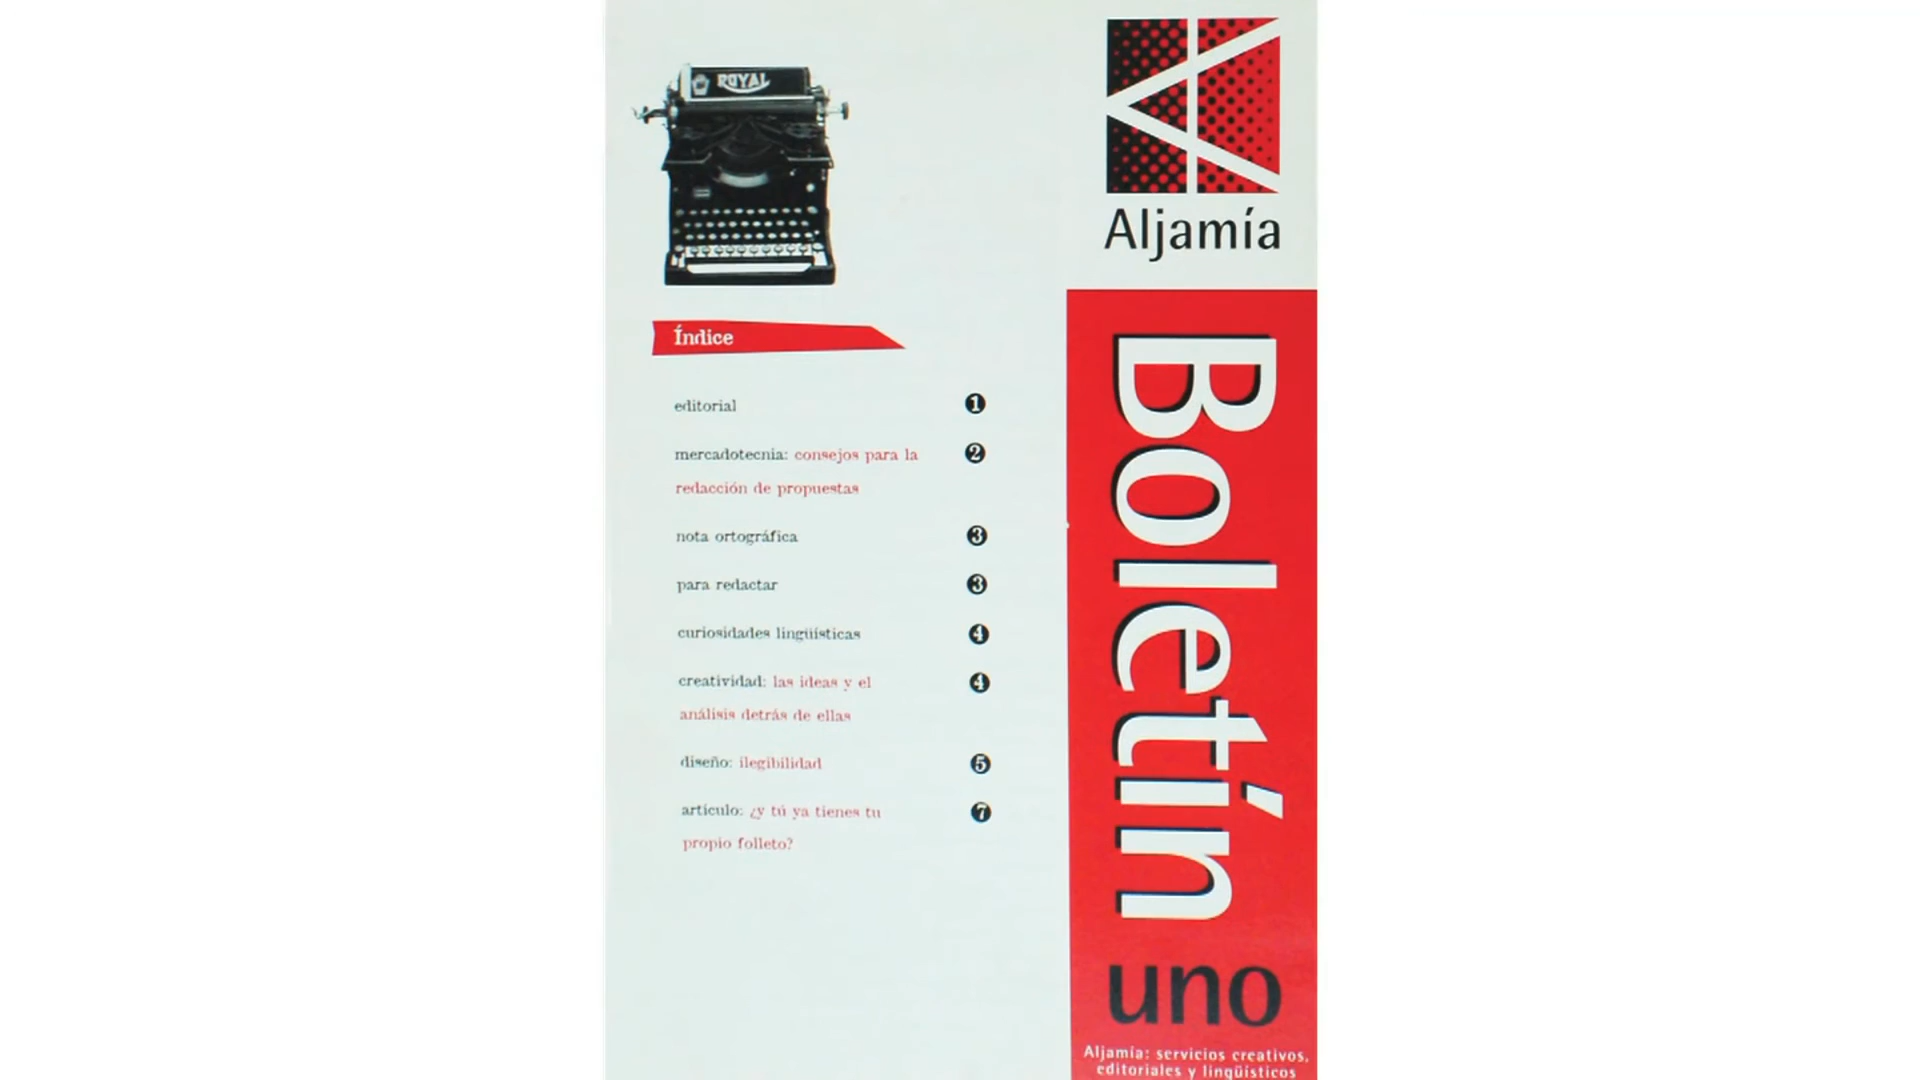 ROYAL
Aljamía
Índice
editorial 1
mercadotecnia: consejos para la 2
redacción de propuestas
nota ortográfica 3
para redactar 3
curiosidades lingüísticas 4
creatividad: las ideas y el 4
análisis detrás de ellas
diseño: ilegibilidad 5
artículo: ¿y tú ya tienes tu 7
propio folleto?
Boletín
uno
Aljamía: servicios creativos,
editoriales y lingüísticos